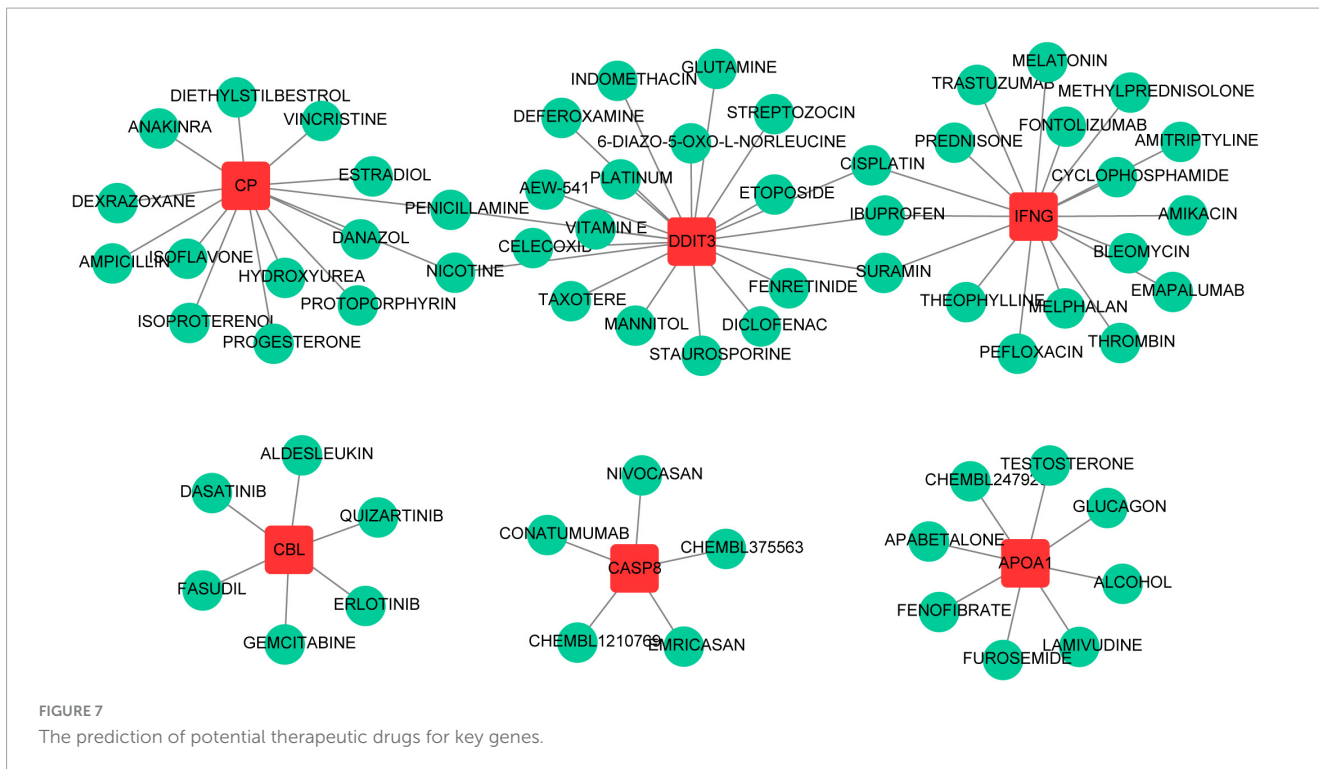 MELATONIN
GLUTAMINE
INDOMETHACIN
TRASTUZUMAB
METHYLPREDNISOLONE
DIETHYLSTILBESTROL
VINCRISTINE
ANAKINRA
DEFEROXAMINE
STREPTOZOCIN
FONTOLIZUMAB
6-DIAZO-5-OXO-L-NORLEUCINE
PREDNISONE
AMITRIPTYLINE
CISPLATIN
ESTRADIOL
PLATINUM
CYCLOPHOSPHAMIDE
CP
AEW-541
ETOPOSIDE
DEXRAZOXANE
PENICILLAMINE
IBUPROFEN
IFNG
AMIKACIN
VITAMIN E
DANAZOL
DDIT3
CELECOXIB
BLEOMYCIN
AMPICILLIN
ISOFLAVONE
HYDROXYUREA
NICOTINE
SURAMIN
FENRETINIDE
EMAPALUMAB
TAXOTERE
THEOPHYLLINE
MELPHALAN
PROTOPORPHYRIN
ISOPROTERENOL
MANNITOL
DICLOFENAC
PROGESTERONE
THROMBIN
STAUROSPORINE
PEFLOXACIN
ALDESLEUKIN
DASATINIB
QUIZARTINIB
CBL
FASUDIL
ERLOTINIB
GEMCITABINE
NIVOCASAN
CONATUMUMAB
CHEMBL375563
CASP8
CHEMBL1210769
EMRICASAN
TESTOSTERONE
GLUCAGON
APABETALONE
APOA1
ALCOHOL
FENOFIBRATE
LAMIVUDINE
FUROSEMIDE
FIGURE 7
The prediction of potential therapeutic drugs for key genes.